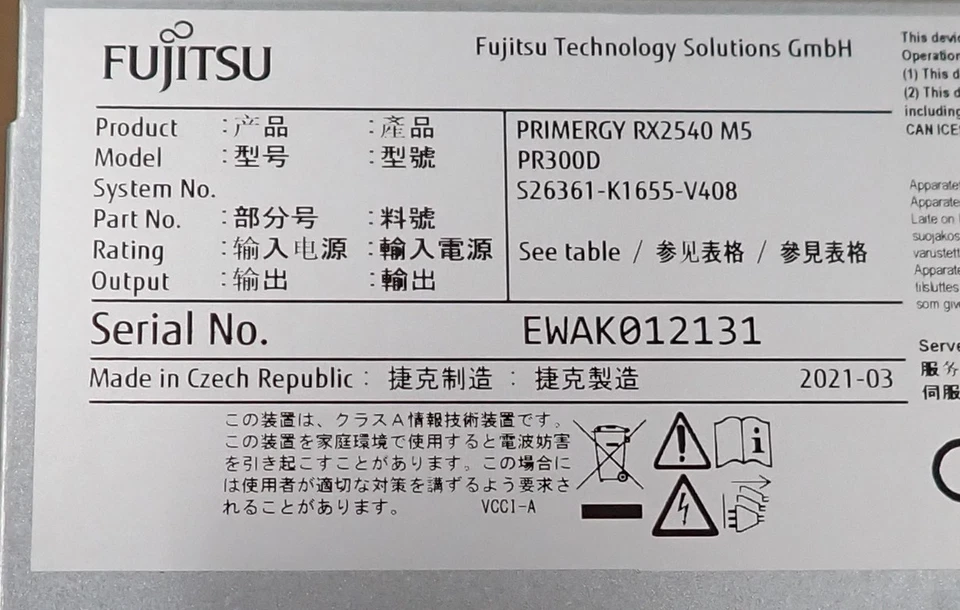 FUJITSU
Fujitsu Technology Solutions GmbH
Product :产品 :產品 PRIMERGY RX2540 M5
Model :型号 :型號 PR300D
System No. S26361-K1655-V408
Part No. :部分号 :料號
Rating :输入电源 :輸入電源 See table / 参见表格 / 參見表格
Output :输出 :輸出
Serial No. EWAK012131
Made in Czech Republic : 捷克制造 : 捷克製造 2021-03
この装置は、クラスA情報技術装置です。
この装置を家庭環境で使用すると電波妨害
を引き起こすことがあります。この場合に
は使用者が適切な対策を講ずるよう要求さ
れることがあります。 VCCI-A
This
Operation
(1) This
(2) This
including
CAN
Laite on
som